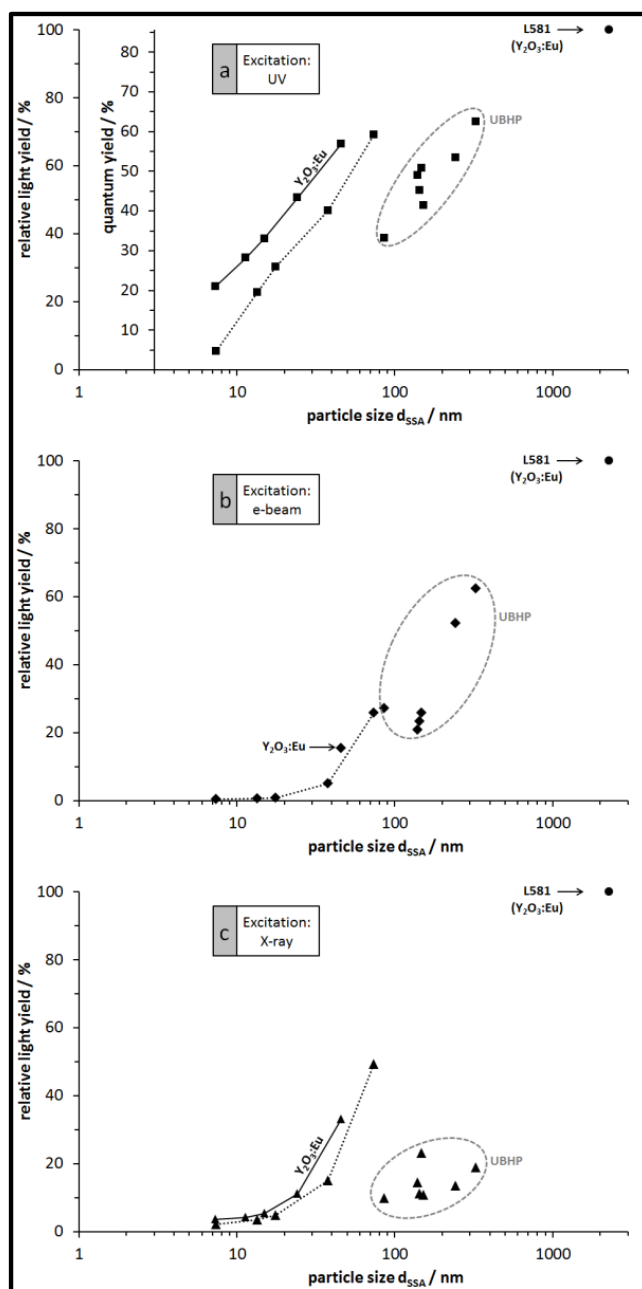 L581
(Y₂O₃:Eu)
a
Excitation:
UV
UBHP
Y₂O₃:Eu
relative light yield / %
100
80
60
40
20
0
quantum yield / %
80
70
60
50
40
30
20
10
1
10
100
1000
particle size dSSA / nm
L581
(Y₂O₃:Eu)
b
Excitation:
e-beam
UBHP
Y₂O₃:Eu
relative light yield / %
100
80
60
40
20
0
1
10
100
1000
particle size dSSA / nm
L581
(Y₂O₃:Eu)
c
Excitation:
X-ray
UBHP
Y₂O₃:Eu
relative light yield / %
100
80
60
40
20
0
1
10
100
1000
particle size dSSA / nm